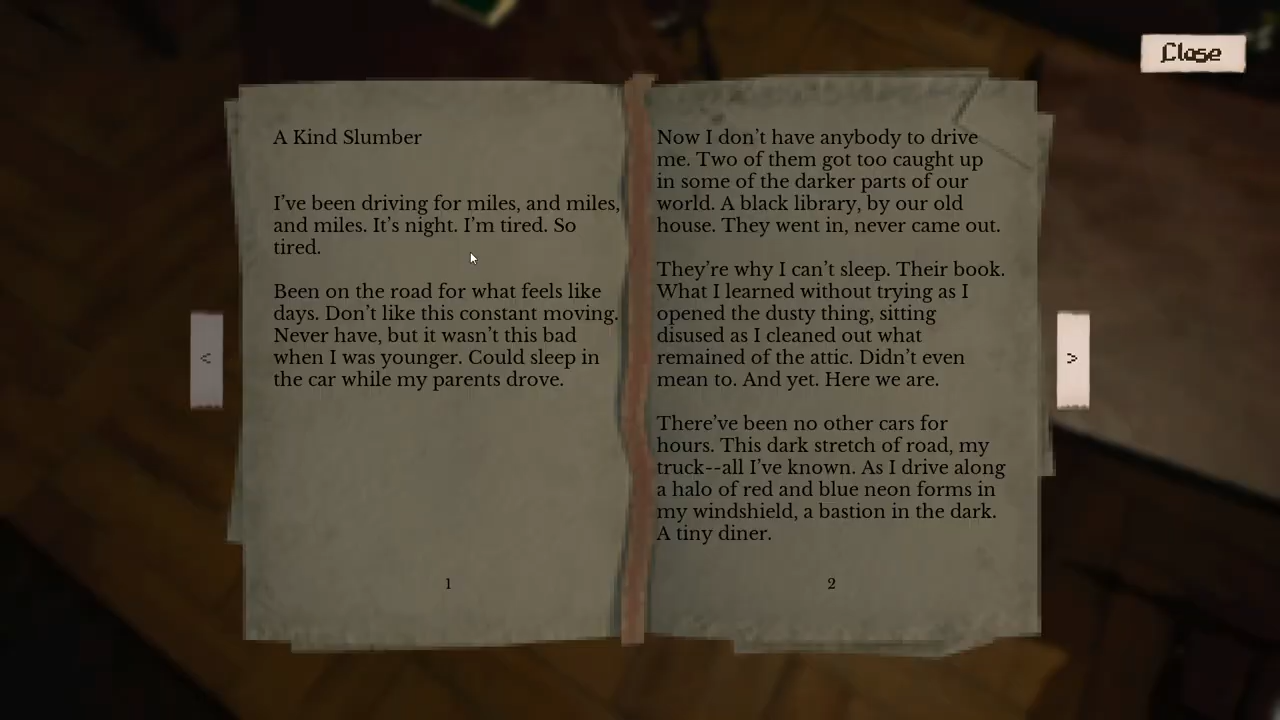 Close
A Kind Slumber
I've been driving for miles, and miles,
and miles. It's night. I'm tired. So
tired.
Been on the road for what feels like
days. Don't like this constant moving.
Never have, but it wasn't this bad
when I was younger. Could sleep in
the car while my parents drove.
1
Now I don't have anybody to drive
me. Two of them got too caught up
in some of the darker parts of our
world. A black library, by our old
house. They went in, never came out.
They're why I can't sleep. Their book.
What I learned without trying as I
opened the dusty thing, sitting
disused as I cleaned out what
remained of the attic. Didn't even
mean to. And yet. Here we are.
There've been no other cars for
hours. This dark stretch of road, my
truck--all I've known. As I drive along
a halo of red and blue neon forms in
my windshield, a bastion in the dark.
A tiny diner.
2
<
>